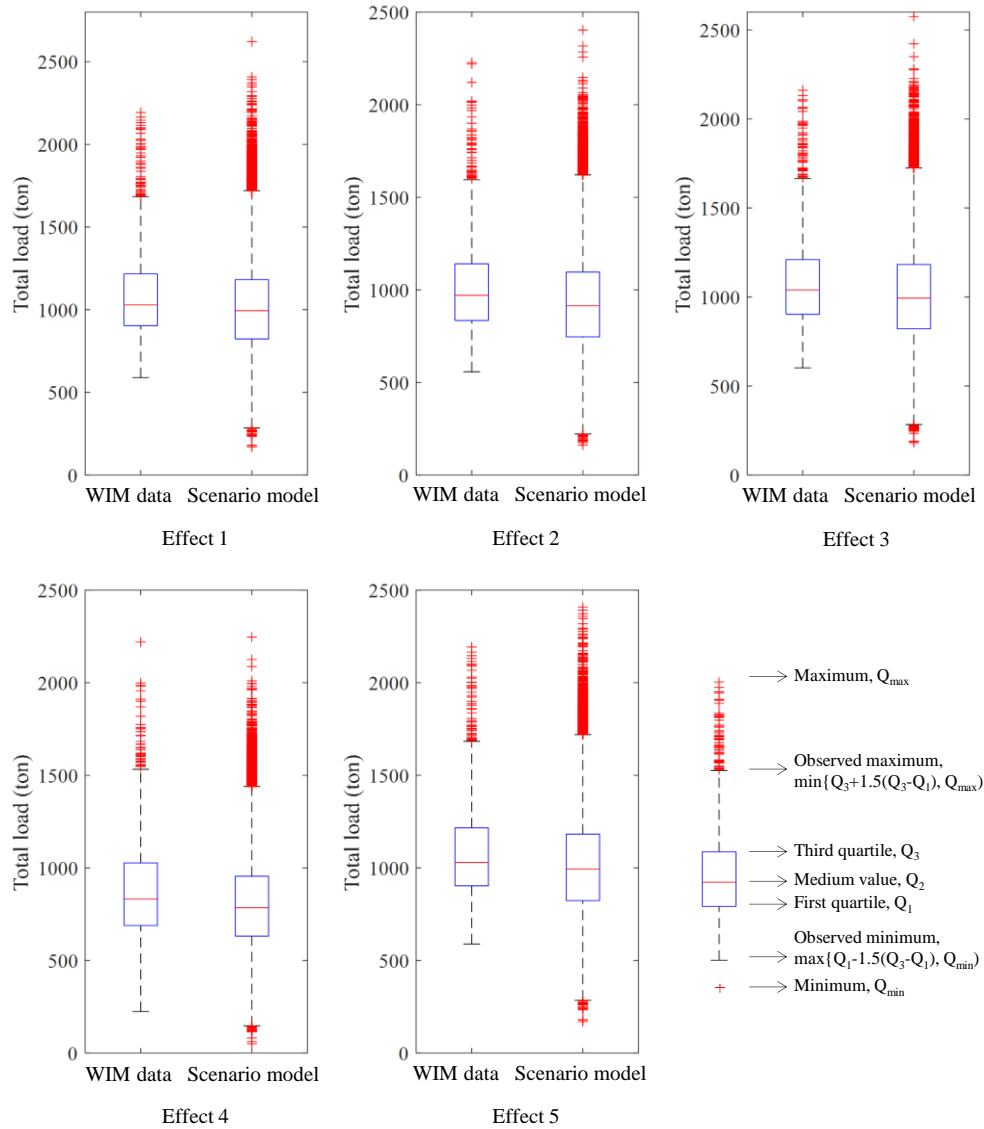 2500
2000
1500
1000
500
0
Total load (ton)
WIM data Scenario model
Effect 1
2500
2000
1500
1000
500
0
Total load (ton)
WIM data Scenario model
Effect 2
2500
2000
1500
1000
500
0
Total load (ton)
WIM data Scenario model
Effect 3
2500
2000
1500
1000
500
0
Total load (ton)
WIM data Scenario model
Effect 4
2500
2000
1500
1000
500
0
Total load (ton)
WIM data Scenario model
Effect 5
Maximum, Qmax
Observed maximum,
min{Q3+1.5(Q3-Q1), Qmax)
Third quartile, Q3
Medium value, Q2
First quartile, Q1
Observed minimum,
max{Q1-1.5(Q3-Q1), Qmin)
Minimum, Qmin